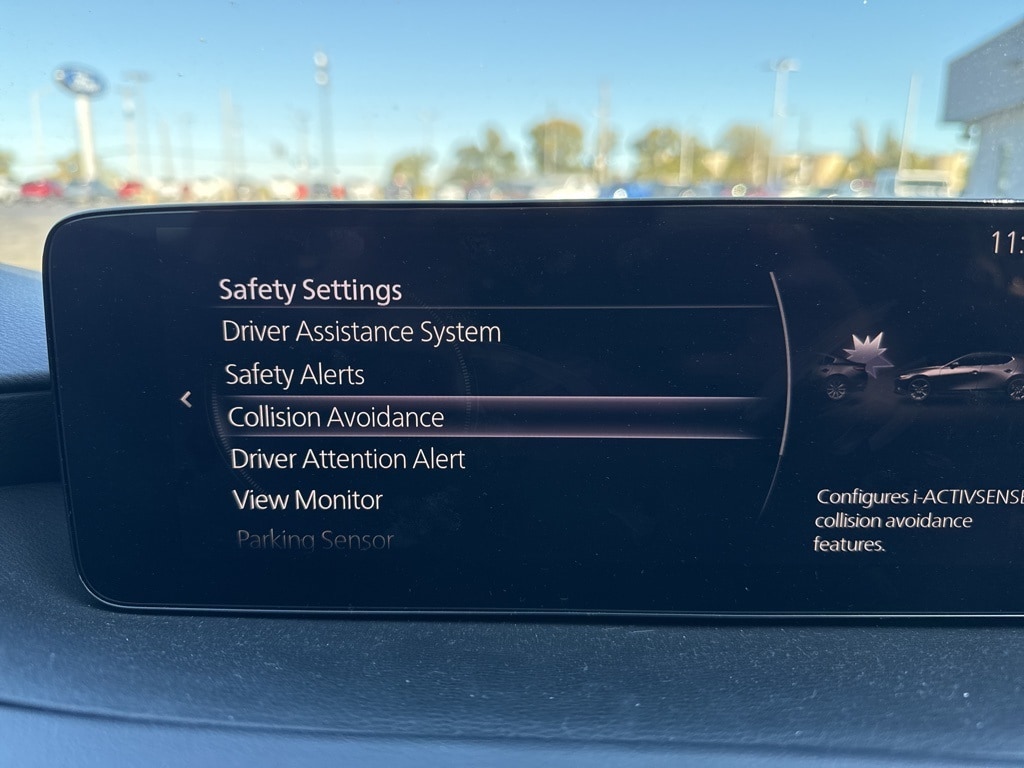 Ford
11:
Safety Settings
Driver Assistance System
Safety Alerts
Collision Avoidance
Driver Attention Alert
View Monitor
Parking Sensor
Configures i-ACTIVSENSE
collision avoidance
features.